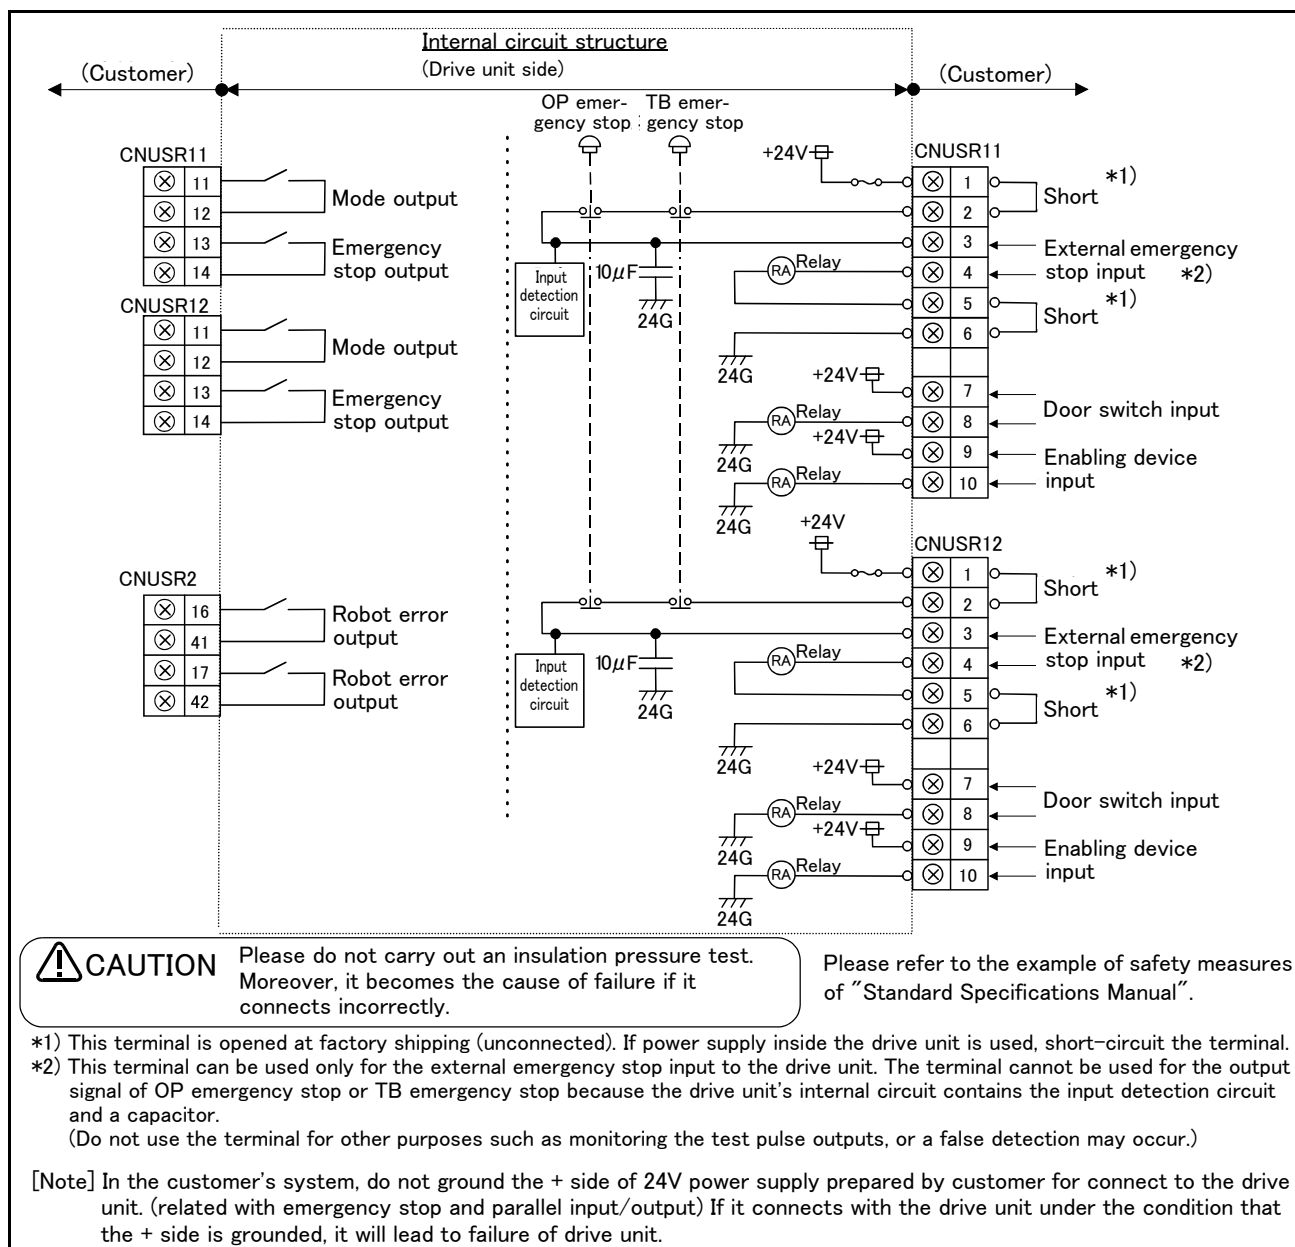 Internal circuit structure
(Customer)
(Drive unit side)
(Customer)
OP emer-
gency stop
TB emer-
gency stop
CNUSR11
11
12
13
14
Mode output
Emergency
stop output
CNUSR12
11
12
13
14
Mode output
Emergency
stop output
CNUSR2
16
41
17
42
Robot error
output
Robot error
output
+24V
CNUSR11
1
2
3
4
5
6
7
8
9
10
Short *1)
External emergency
stop input *2)
Short *1)
Door switch input
Enabling device
input
Input
detection
circuit
10μF
24G
RA Relay
24G
+24V
RA Relay
24G
+24V
RA Relay
24G
+24V
CNUSR12
1
2
3
4
5
6
7
8
9
10
Short *1)
External emergency
stop input *2)
Short *1)
Door switch input
Enabling device
input
Input
detection
circuit
10μF
24G
RA Relay
24G
+24V
RA Relay
24G
+24V
RA Relay
24G
CAUTION
Please do not carry out an insulation pressure test.
Moreover, it becomes the cause of failure if it
connects incorrectly.
Please refer to the example of safety measures
of "Standard Specifications Manual".
*1) This terminal is opened at factory shipping (unconnected). If power supply inside the drive unit is used, short-circuit the terminal.
*2) This terminal can be used only for the external emergency stop input to the drive unit. The terminal cannot be used for the output
signal of OP emergency stop or TB emergency stop because the drive unit's internal circuit contains the input detection circuit
and a capacitor.
(Do not use the terminal for other purposes such as monitoring the test pulse outputs, or a false detection may occur.)
[Note] In the customer's system, do not ground the + side of 24V power supply prepared by customer for connect to the drive
unit. (related with emergency stop and parallel input/output) If it connects with the drive unit under the condition that
the + side is grounded, it will lead to failure of drive unit.